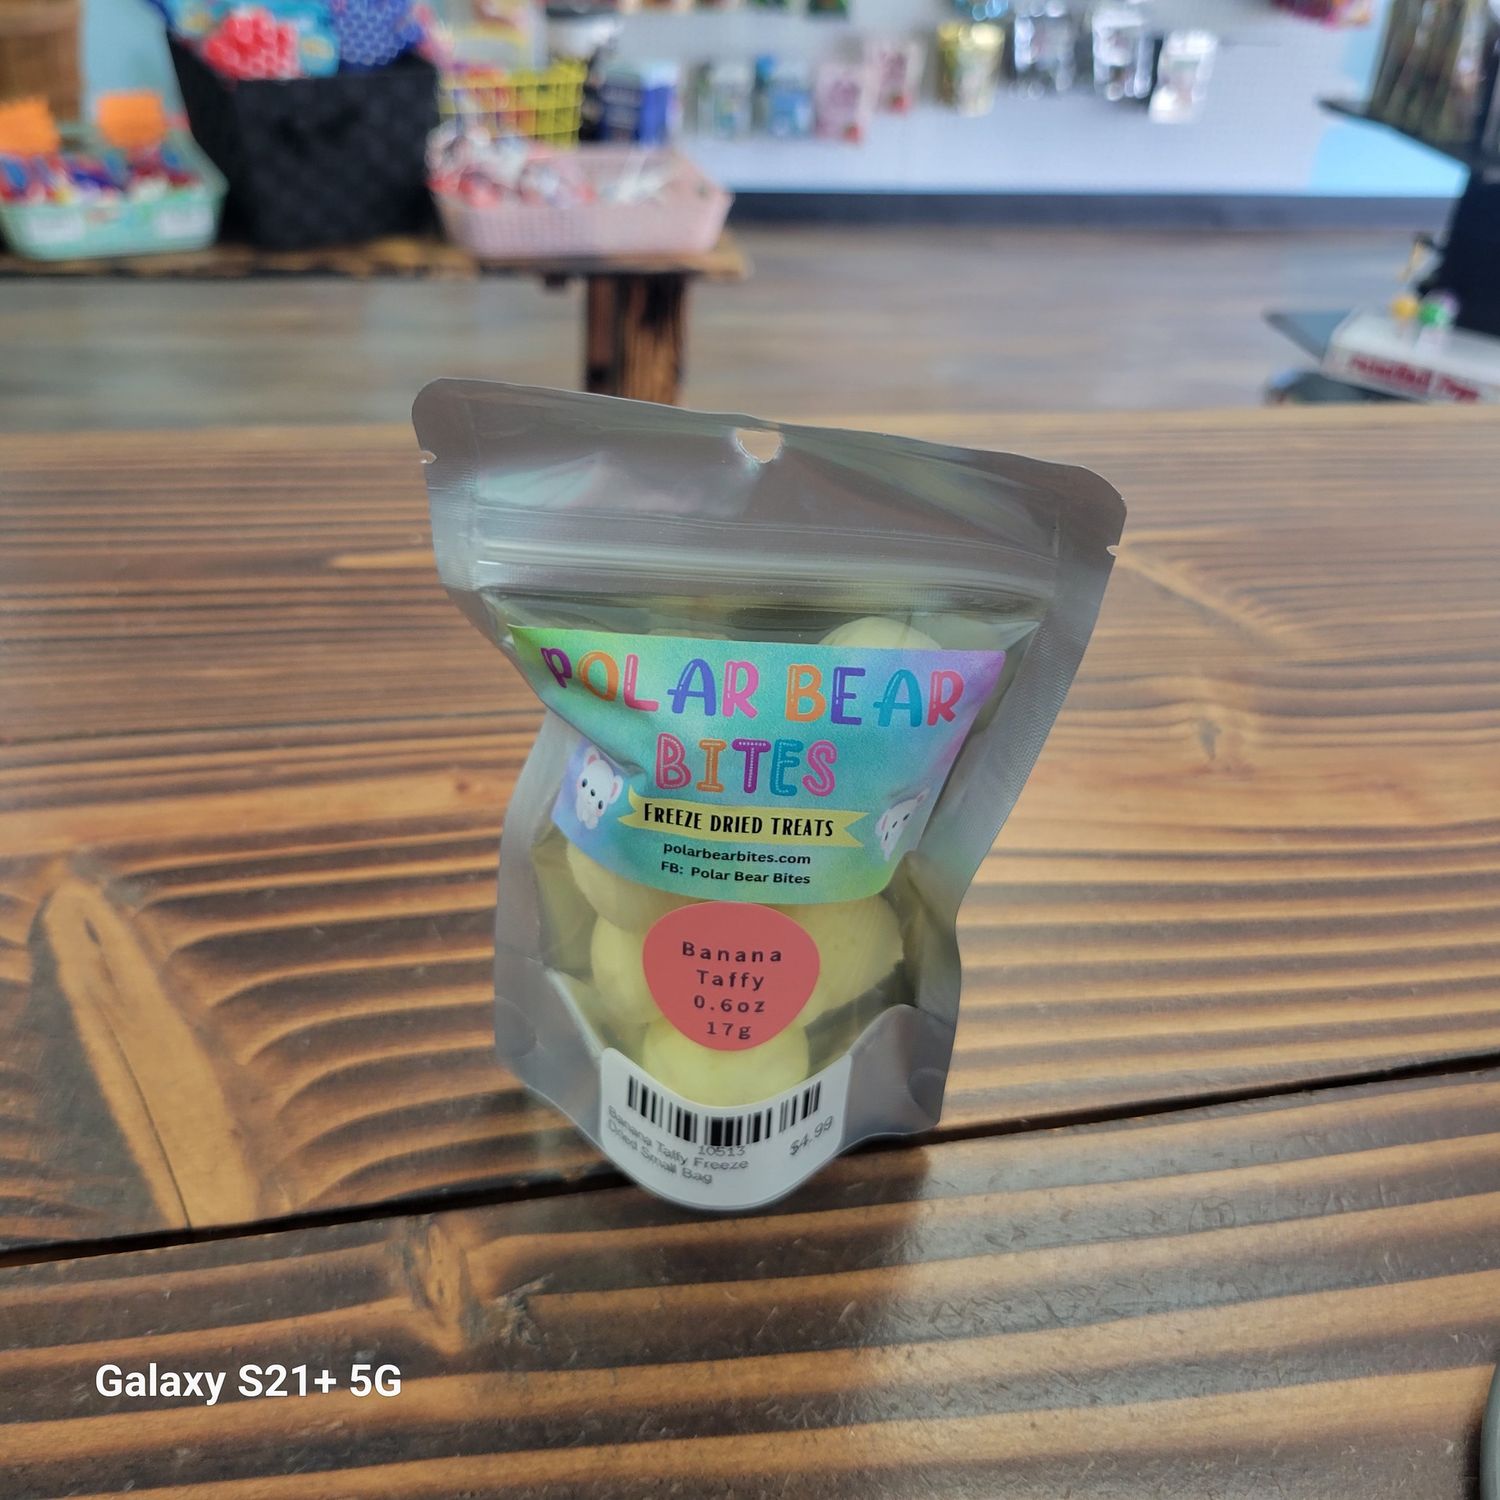 POLAR BEAR
BITES
FREEZE DRIED TREATS
polarbearbites.com
FB: Polar Bear Bites
Banana
Taffy
0.6oz
17g
10513
$4.99
Banana Taffy Freeze
Dried Small Bag
Galaxy S21+ 5G